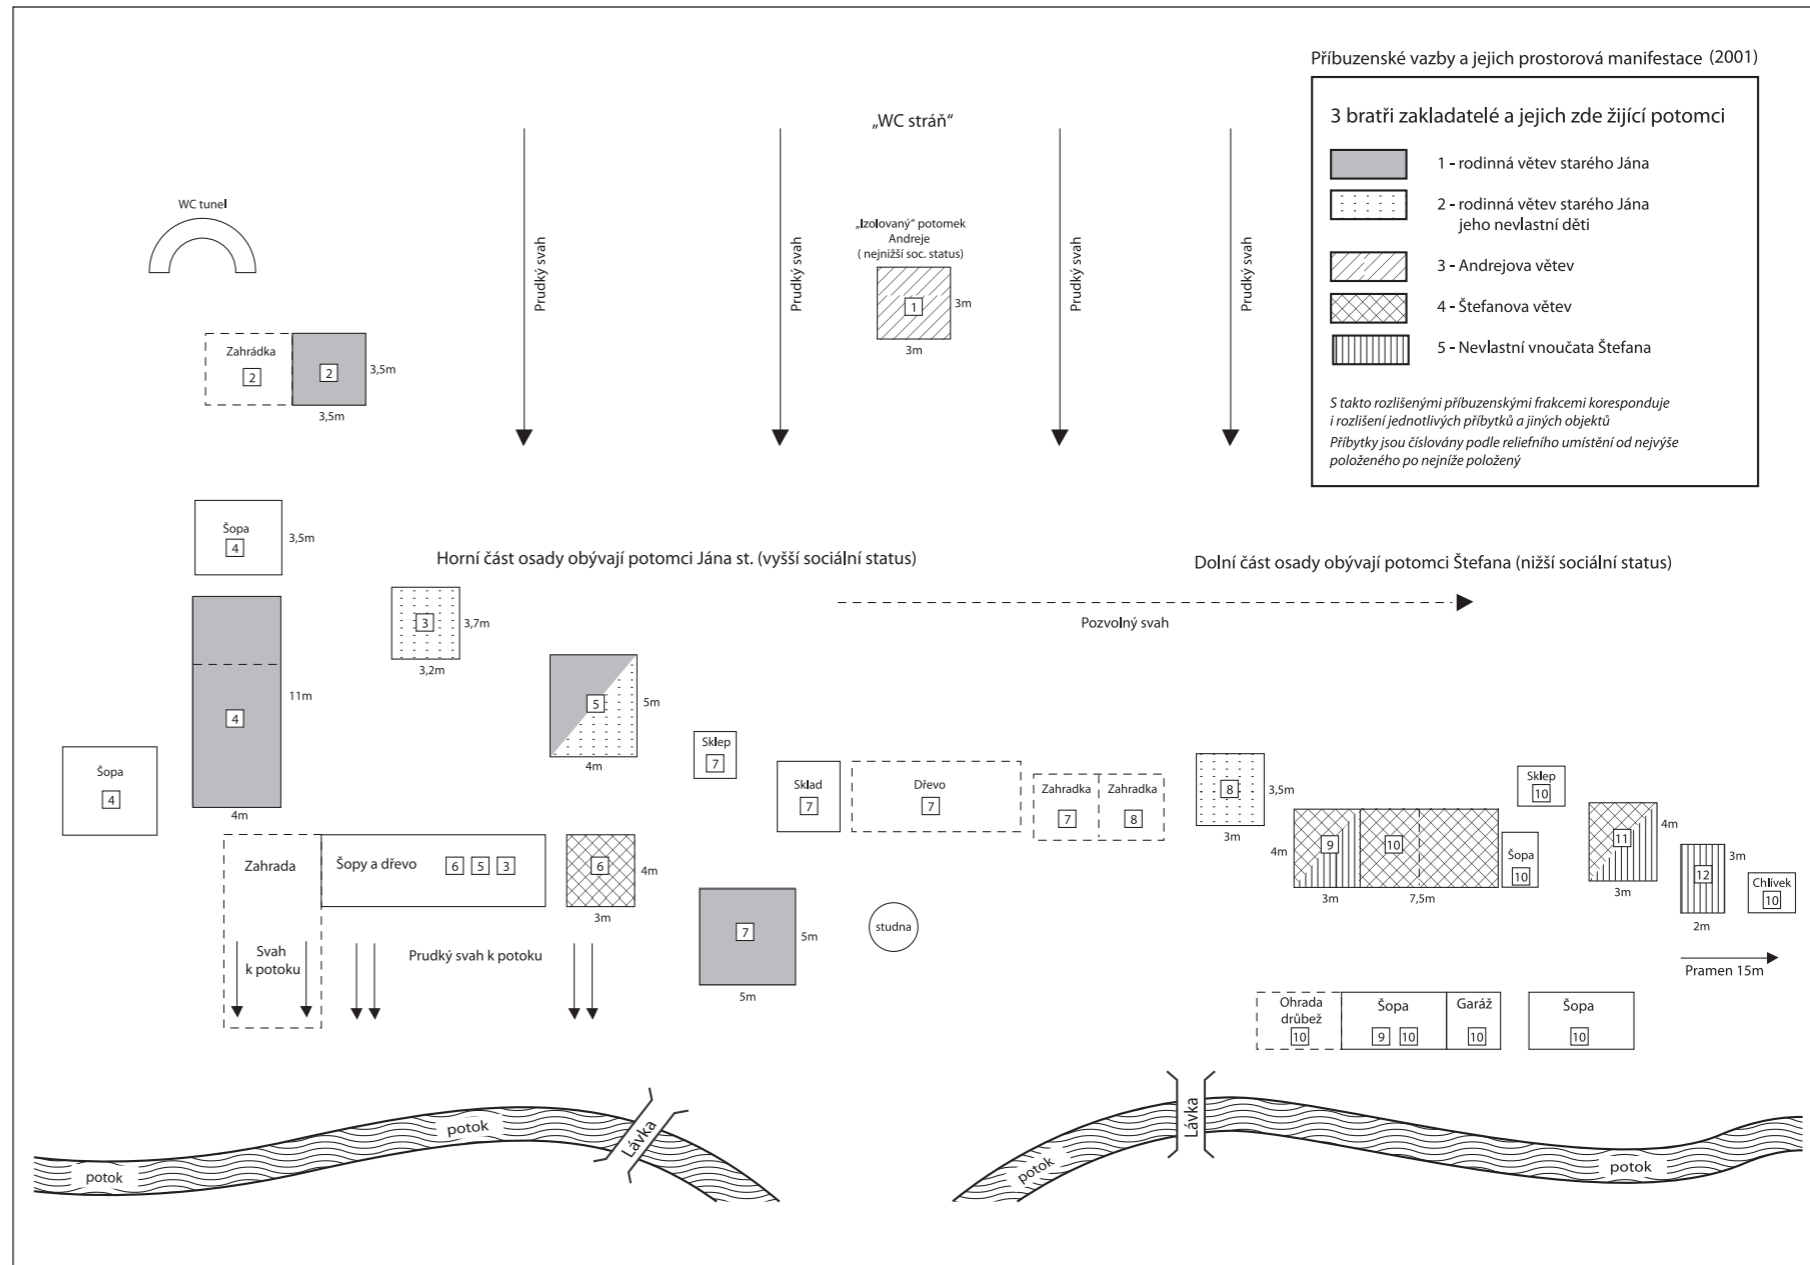 Příbuzenské vazby a jejich prostorová manifestace (2001)
3 bratři zakladatelé a jejich zde žijící potomci
1 - rodinná větev starého Jána
2 - rodinná větev starého Jána
jeho nevlastní děti
3 - Andrejova větev
4 - Štefanova větev
5 - Nevlastní vnoučata Štefana
S takto rozlišenými příbuzenskými frakcemi koresponduje
i rozlišení jednotlivých příbytků a jiných objektů
Příbytky jsou číslovány podle reliefního umístění od nejvýše
položeného po nejníže položený
„WC stráň“
Prudký svah
Prudký svah
Prudký svah
Prudký svah
WC tunel
„Izolovaný“ potomek
Andreje
( nejnižší soc. status)
1
3m
3m
Zahrádka
2
2
3,5m
3,5m
Šopa
4
3,5m
Horní část osady obývají potomci Jána st. (vyšší sociální status)
Dolní část osady obývají potomci Štefana (nižší sociální status)
Pozvolný svah
3
3,7m
3,2m
4
11m
4m
Šopa
4
5
5m
4m
Sklep
7
Sklad
7
Dřevo
7
Zahradka
7
Zahradka
8
8
3,5m
3m
Sklep
10
9
10
4m
3m
7,5m
Šopa
10
11
4m
3m
12
3m
2m
Chlívek
10
Pramen 15m
Zahrada
Šopy a dřevo
6 5 3
6
4m
3m
7
5m
5m
studna
Svah
k potoku
Prudký svah k potoku
Ohrada
drůbež
10
Šopa
9 10
Garáž
10
Šopa
10
potok
potok
Lávka
potok
Lávka
potok